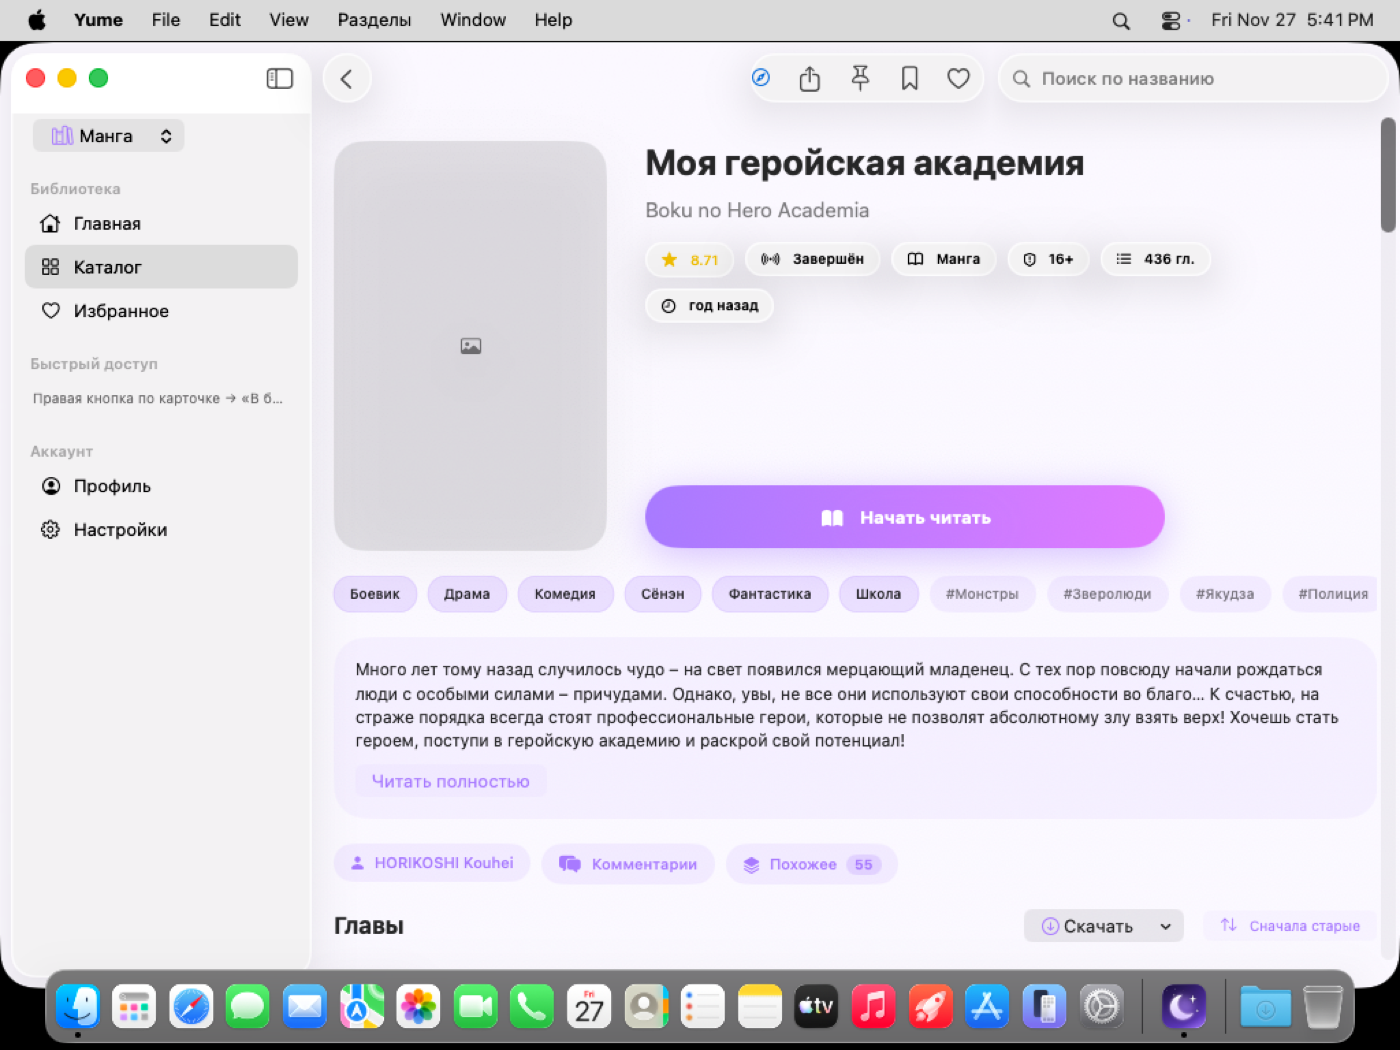 Yume File Edit View Разделы Window Help Fri Nov 27 5:41 PM
Поиск по названию
Манга
Библиотека
Главная
Каталог
Избранное
Быстрый доступ
Правая кнопка по карточке → «В б...
Аккаунт
Профиль
Настройки
Моя геройская академия
Boku no Hero Academia
8.71 Завершён Манга 16+ 436 гл.
год назад
Начать читать
Боевик Драма Комедия Сёнэн Фантастика Школа #Монстры #Зверолюди #Якудза #Полиция
Много лет тому назад случилось чудо – на свет появился мерцающий младенец. С тех пор повсюду начали рождаться
люди с особыми силами – причудами. Однако, увы, не все они используют свои способности во благо... К счастью, на
страже порядка всегда стоят профессиональные герои, которые не позволят абсолютному злу взять верх! Хочешь стать
героем, поступи в геройскую академию и раскрой свой потенциал!
Читать полностью
HORIKOSHI Kouhei Комментарии Похожее 55
Главы Скачать Сначала старые
Fri
27
tv